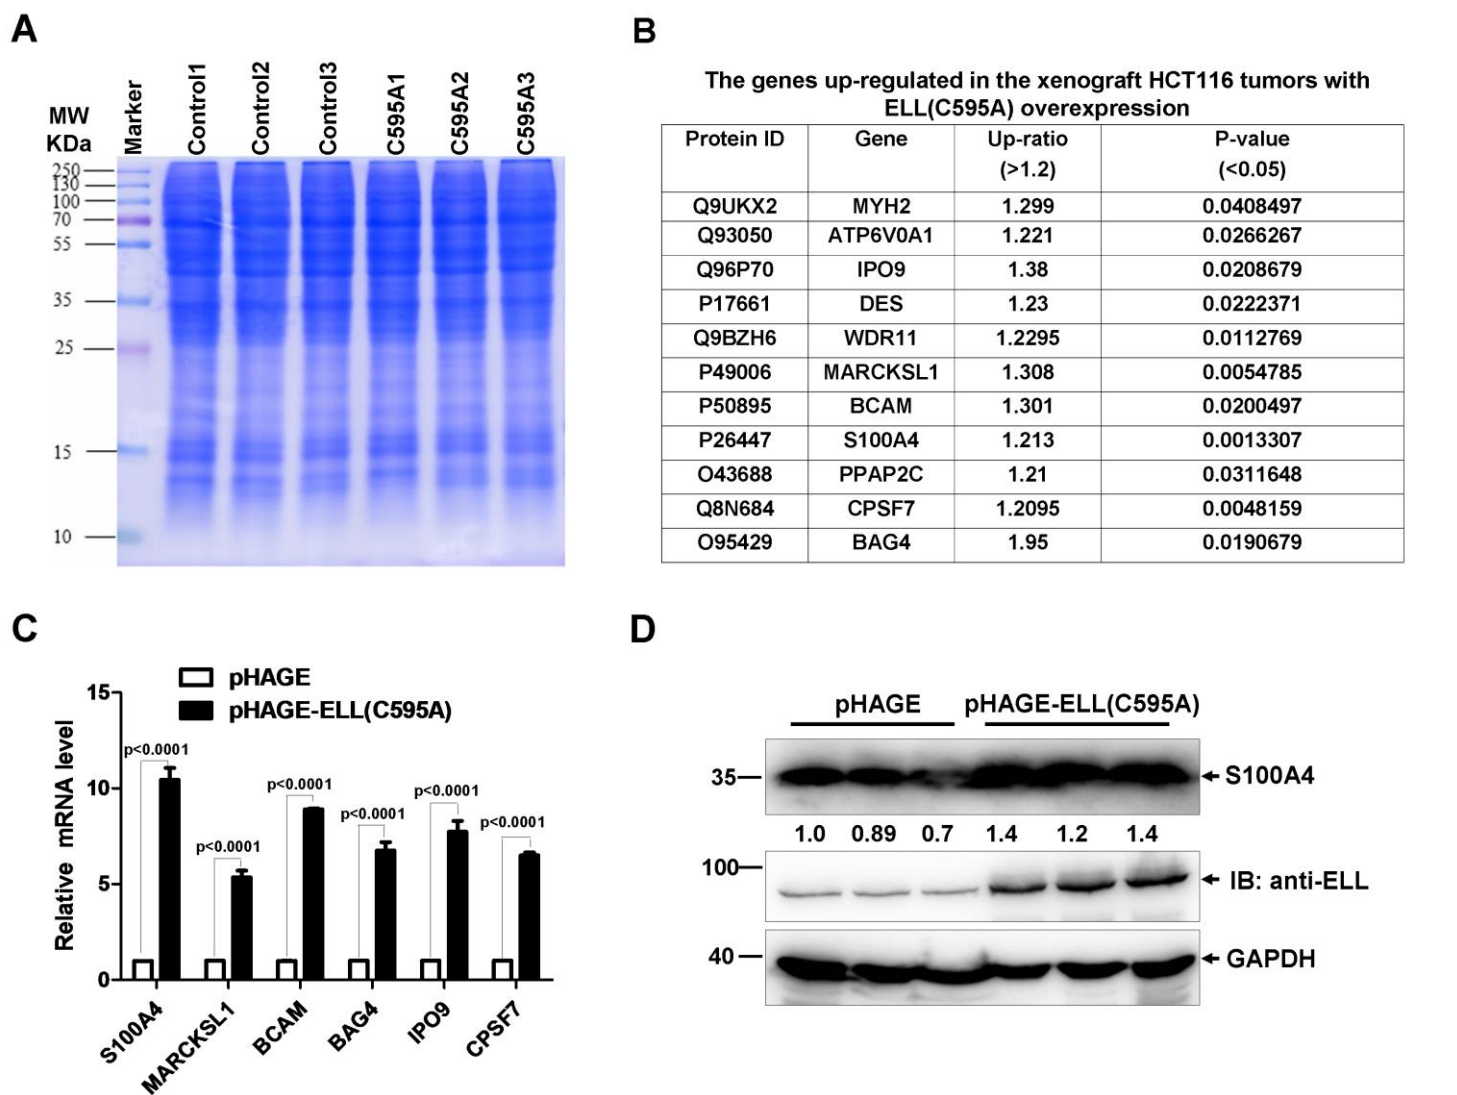 A
MW
KDa
Marker
Control1
Control2
Control3
C595A1
C595A2
C595A3
250
130
100
70
55
35
25
15
10
B
The genes up-regulated in the xenograft HCT116 tumors with
ELL(C595A) overexpression
Protein ID Gene Up-ratio (>1.2) P-value (<0.05)
Q9UKX2 MYH2 1.299 0.0408497
Q93050 ATP6V0A1 1.221 0.0266267
Q96P70 IPO9 1.38 0.0208679
P17661 DES 1.23 0.0222371
Q9BZH6 WDR11 1.2295 0.0112769
P49006 MARCKSL1 1.308 0.0054785
P50895 BCAM 1.301 0.0200497
P26447 S100A4 1.213 0.0013307
O43688 PPAP2C 1.21 0.0311648
Q8N684 CPSF7 1.2095 0.0048159
O95429 BAG4 1.95 0.0190679
C
pHAGE
pHAGE-ELL(C595A)
Relative mRNA level
15
10
5
0
p<0.0001
p<0.0001
p<0.0001
p<0.0001
p<0.0001
p<0.0001
S100A4
MARCKSL1
BCAM
BAG4
IPO9
CPSF7
D
pHAGE pHAGE-ELL(C595A)
35 S100A4
1.0 0.89 0.7 1.4 1.2 1.4
100 IB: anti-ELL
40 GAPDH